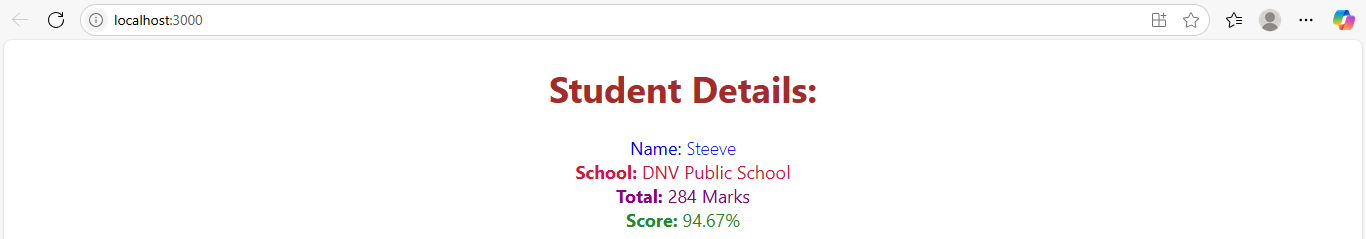 localhost:3000
Student Details:
Name: Steeve
School: DNV Public School
Total: 284 Marks
Score: 94.67%